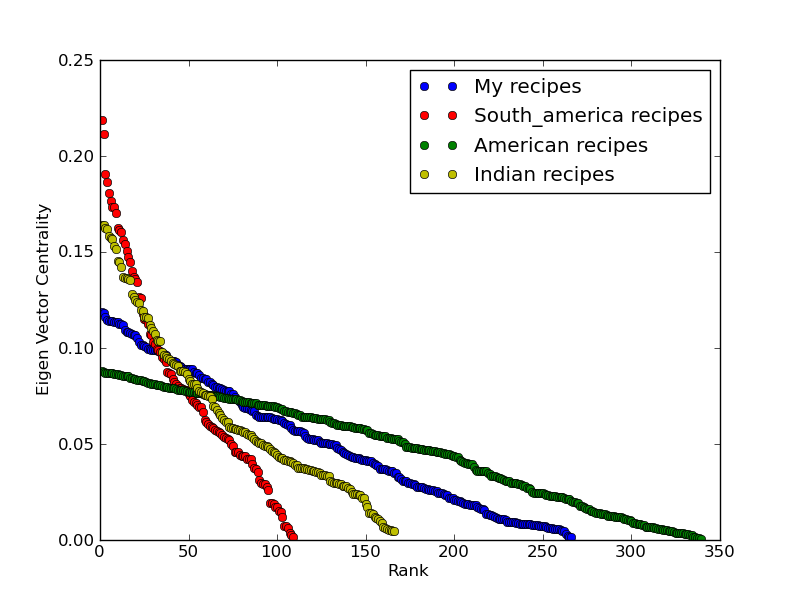 0.25
0.20
0.15
0.10
0.05
0.00
Eigen Vector Centrality
My recipes
South_america recipes
American recipes
Indian recipes
0 50 100 150 200 250 300 350
Rank